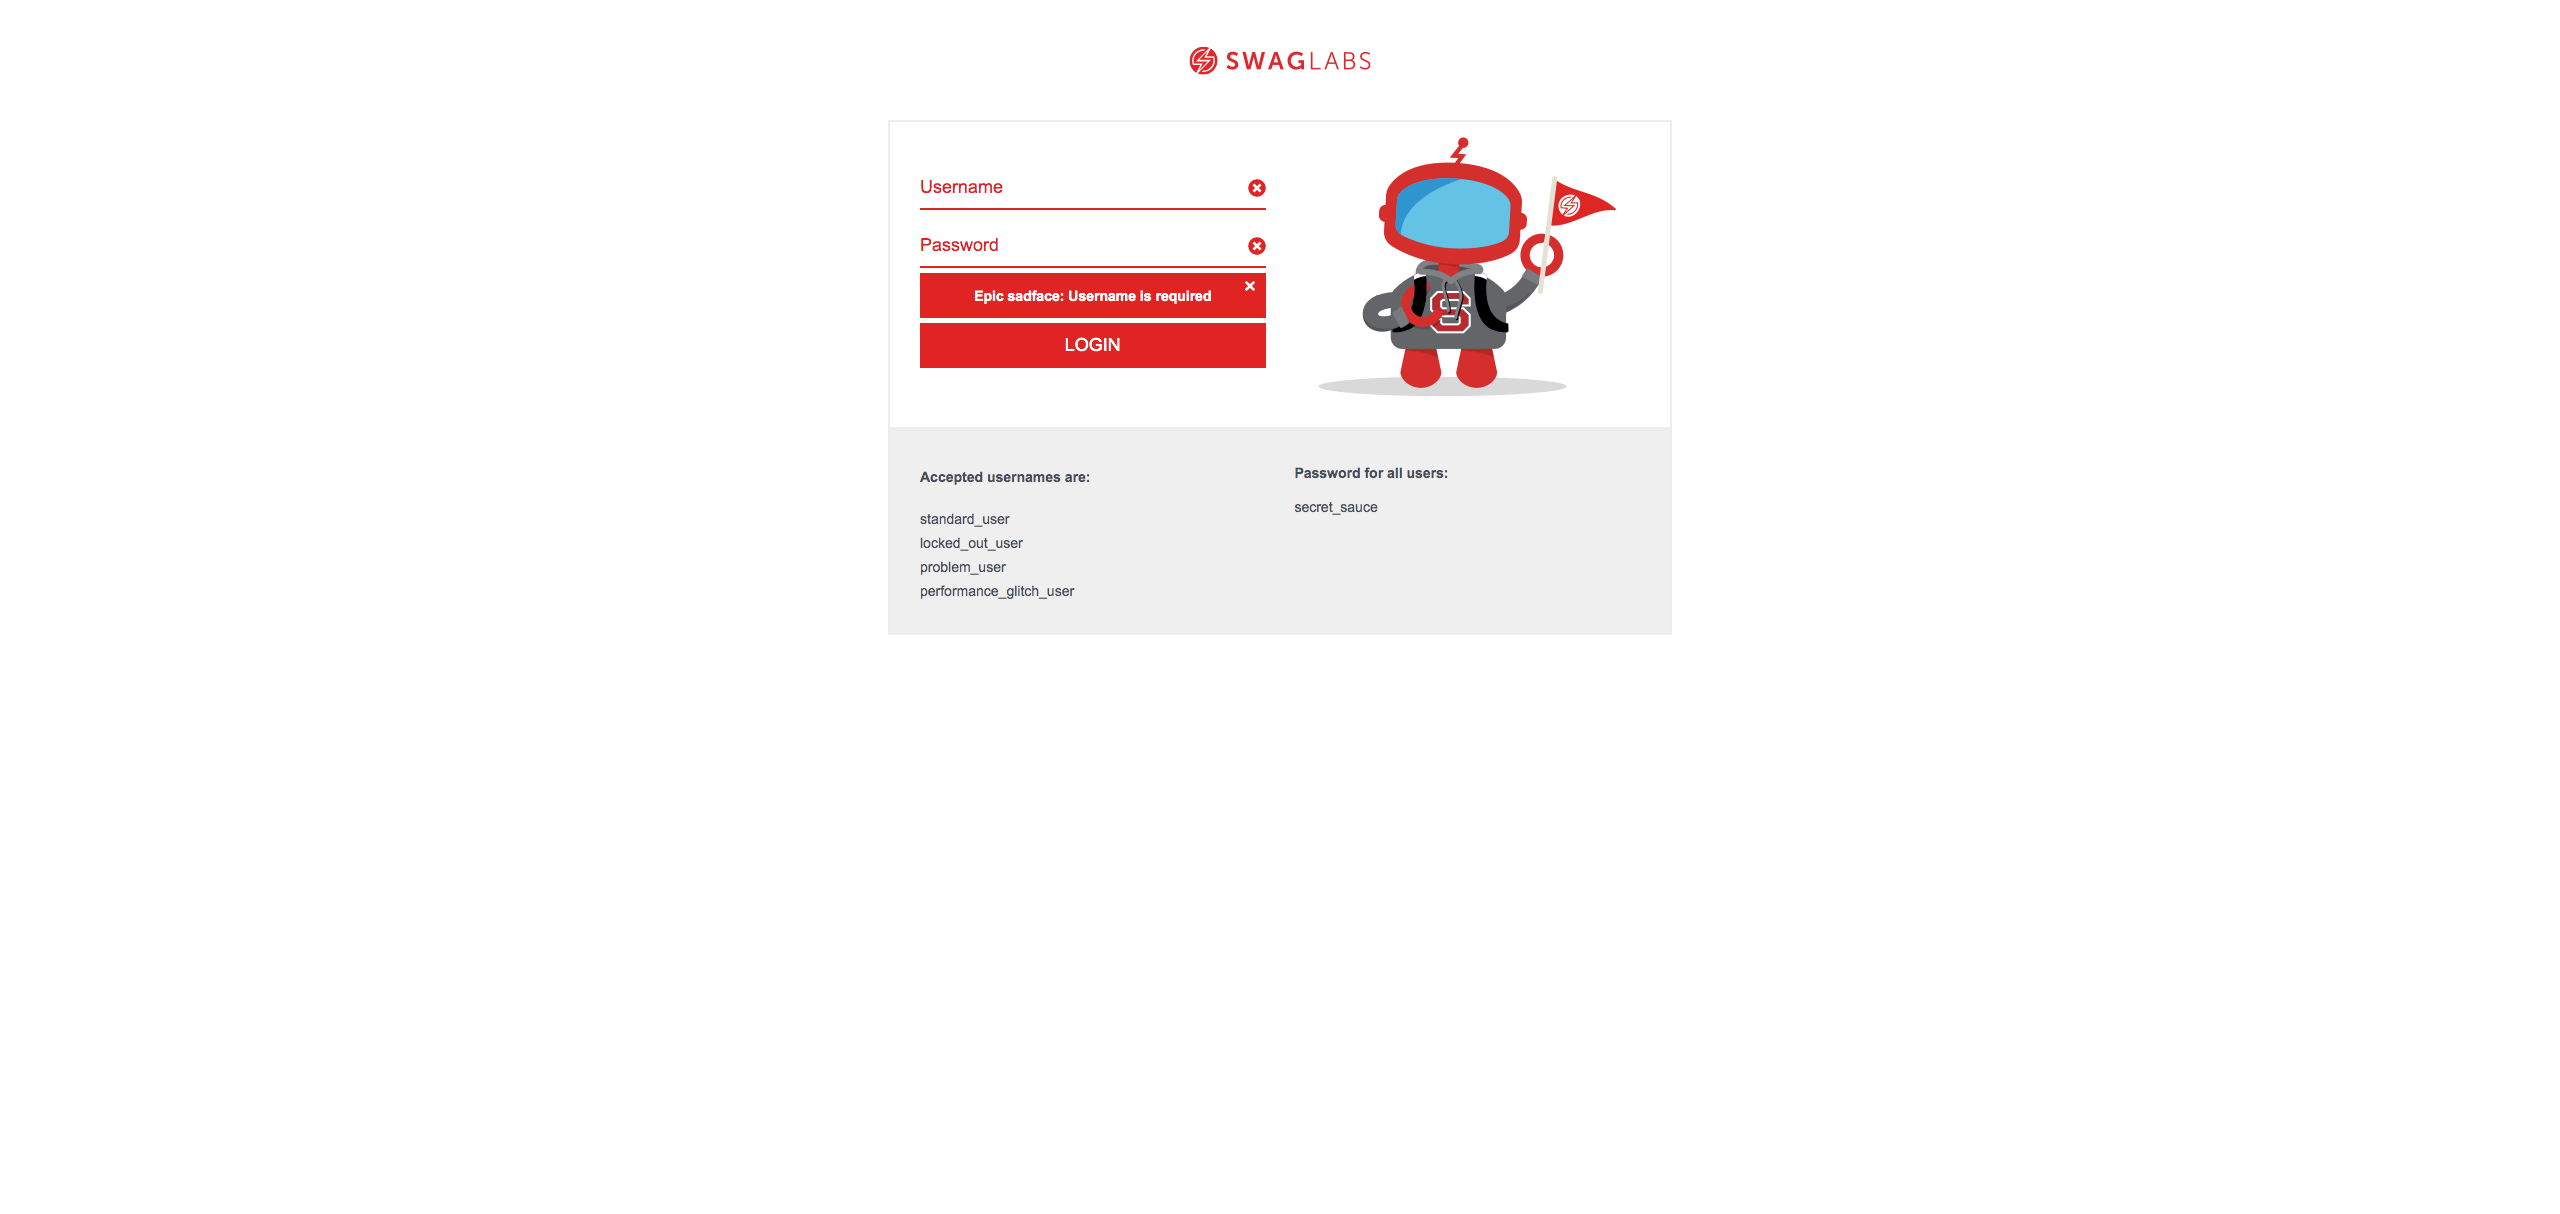 SWAGLABS
Username
Password
Epic sadface: Username is required
LOGIN
S
Accepted usernames are:
standard_user
locked_out_user
problem_user
performance_glitch_user
Password for all users:
secret_sauce